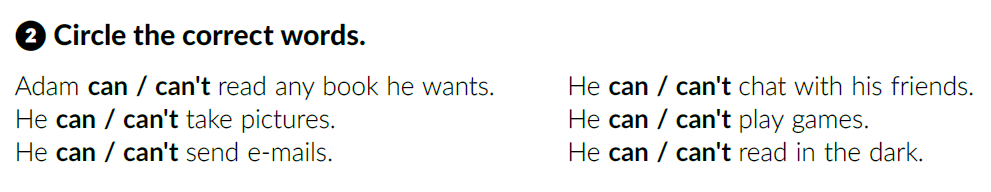 2 Circle the correct words.
Adam can / can't read any book he wants.
He can / can't take pictures.
He can / can't send e-mails.
He can / can't chat with his friends.
He can / can't play games.
He can / can't read in the dark.